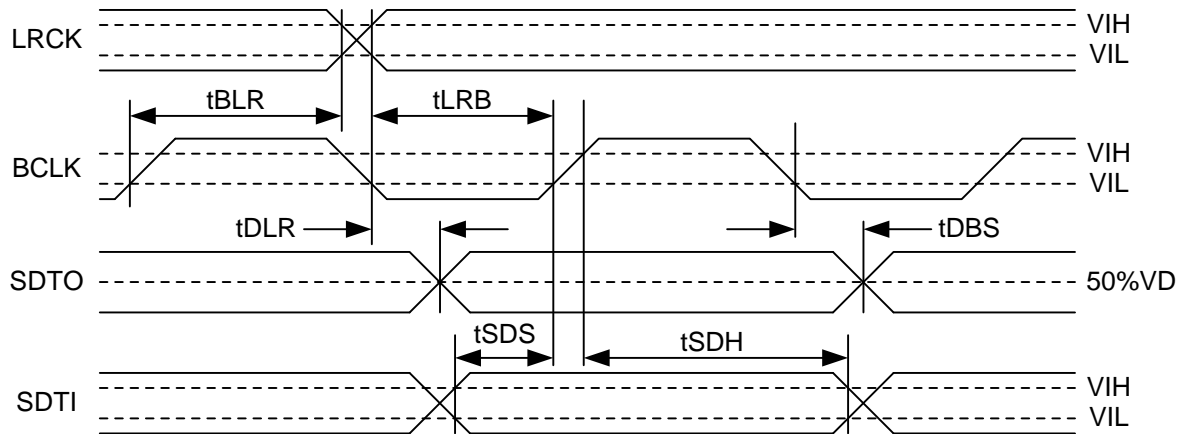 LRCK
VIH
VIL
tBLR
tLRB
BCLK
VIH
VIL
tDLR
tDBS
SDTO
50%VD
tSDS
tSDH
SDTI
VIH
VIL